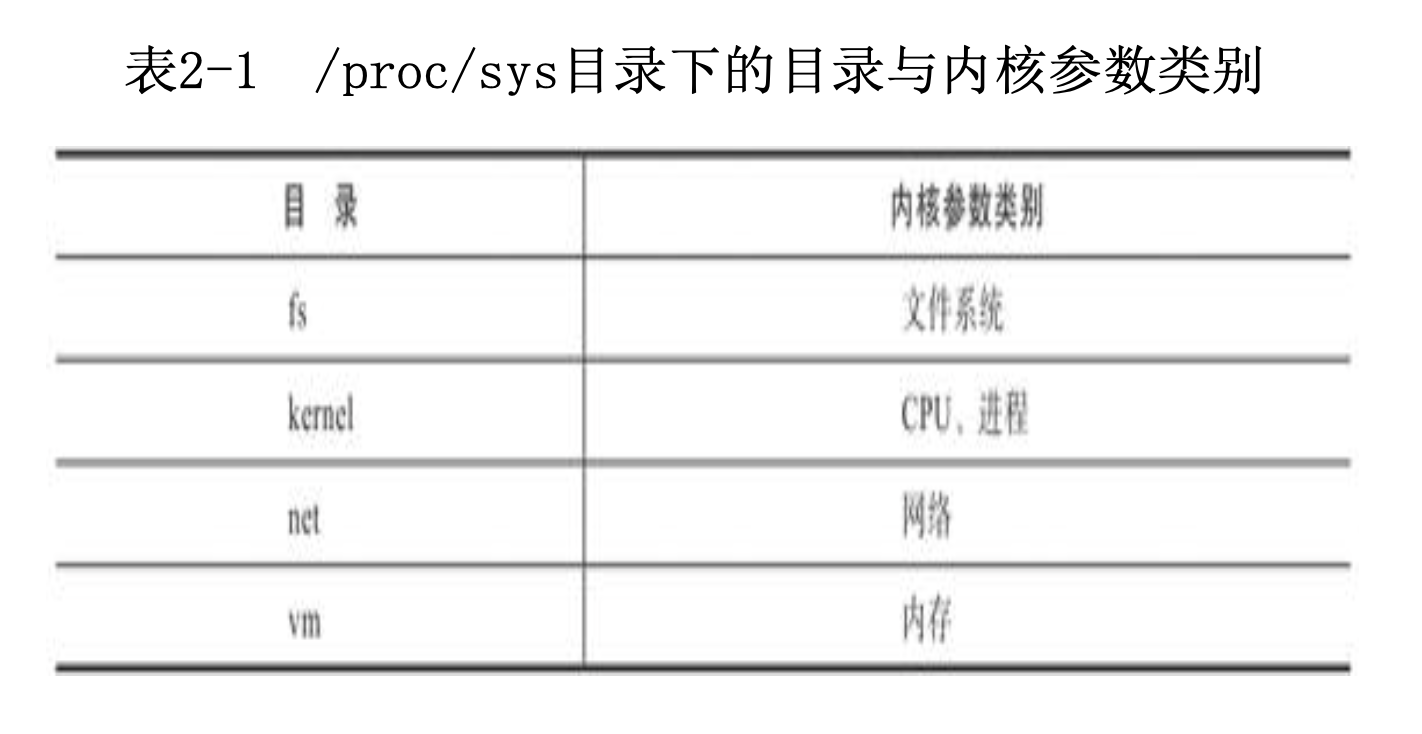 表2-1 /proc/sys目录下的目录与内核参数类别
目 录 内核参数类别
fs 文件系统
kernel CPU、进程
net 网络
vm 内存